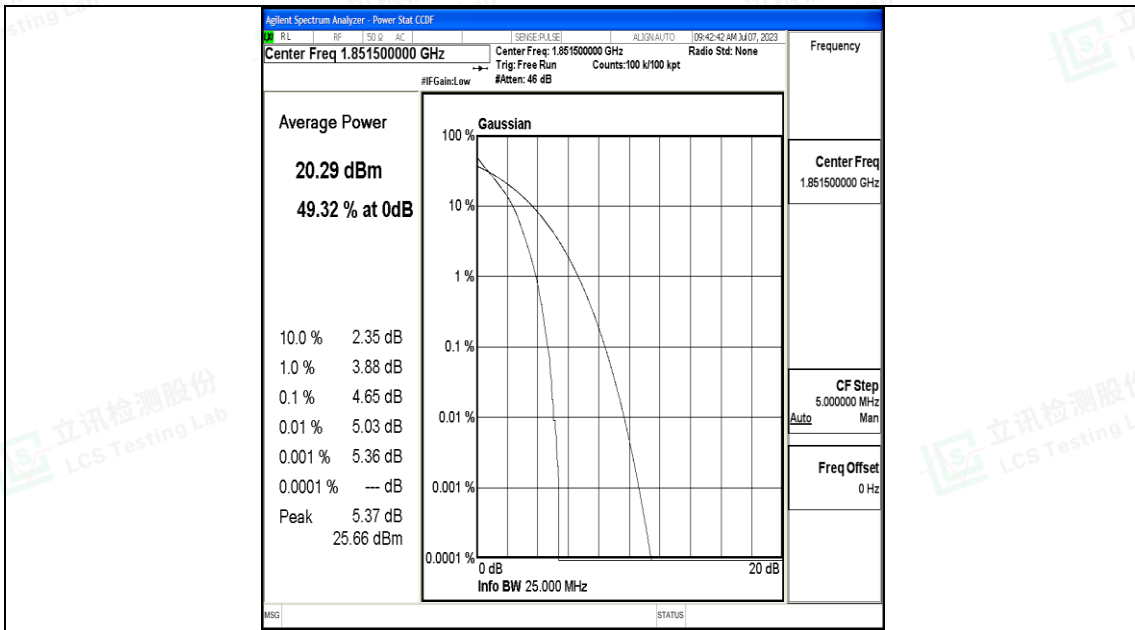 Agilent Spectrum Analyzer - Power Stat CCDF
RL RF 50 Ω AC SENSE:PULSE ALIGN AUTO 09:42:42 AM Jul 07, 2023
Center Freq 1.851500000 GHz
Center Freq: 1.851500000 GHz Radio Std: None
Trig: Free Run Counts:100 k/100 kpt
#IFGain:Low #Atten: 46 dB
Frequency
Average Power
20.29 dBm
49.32 % at 0dB
10.0 % 2.35 dB
1.0 % 3.88 dB
0.1 % 4.65 dB
0.01 % 5.03 dB
0.001 % 5.36 dB
0.0001 % --- dB
Peak 5.37 dB
25.66 dBm
Gaussian
100 %
10 %
1 %
0.1 %
0.01 %
0.001 %
0.0001 %
0 dB 20 dB
Info BW 25.000 MHz
Center Freq
1.851500000 GHz
CF Step
5.000000 MHz
Auto Man
Freq Offset
0 Hz
MSG STATUS
立讯检测股份
LCS Testing Lab
立讯检测股份
LCS Testing L